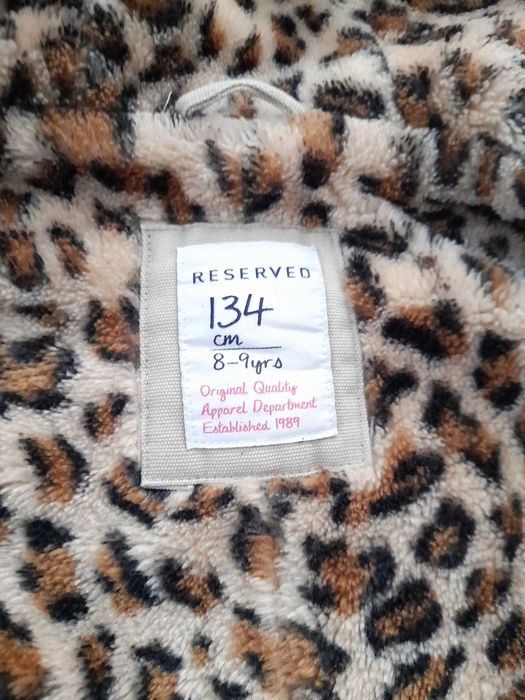 RESERVED
134
cm
8-9yrs
Original Quality
Apparel Department
Established 1989